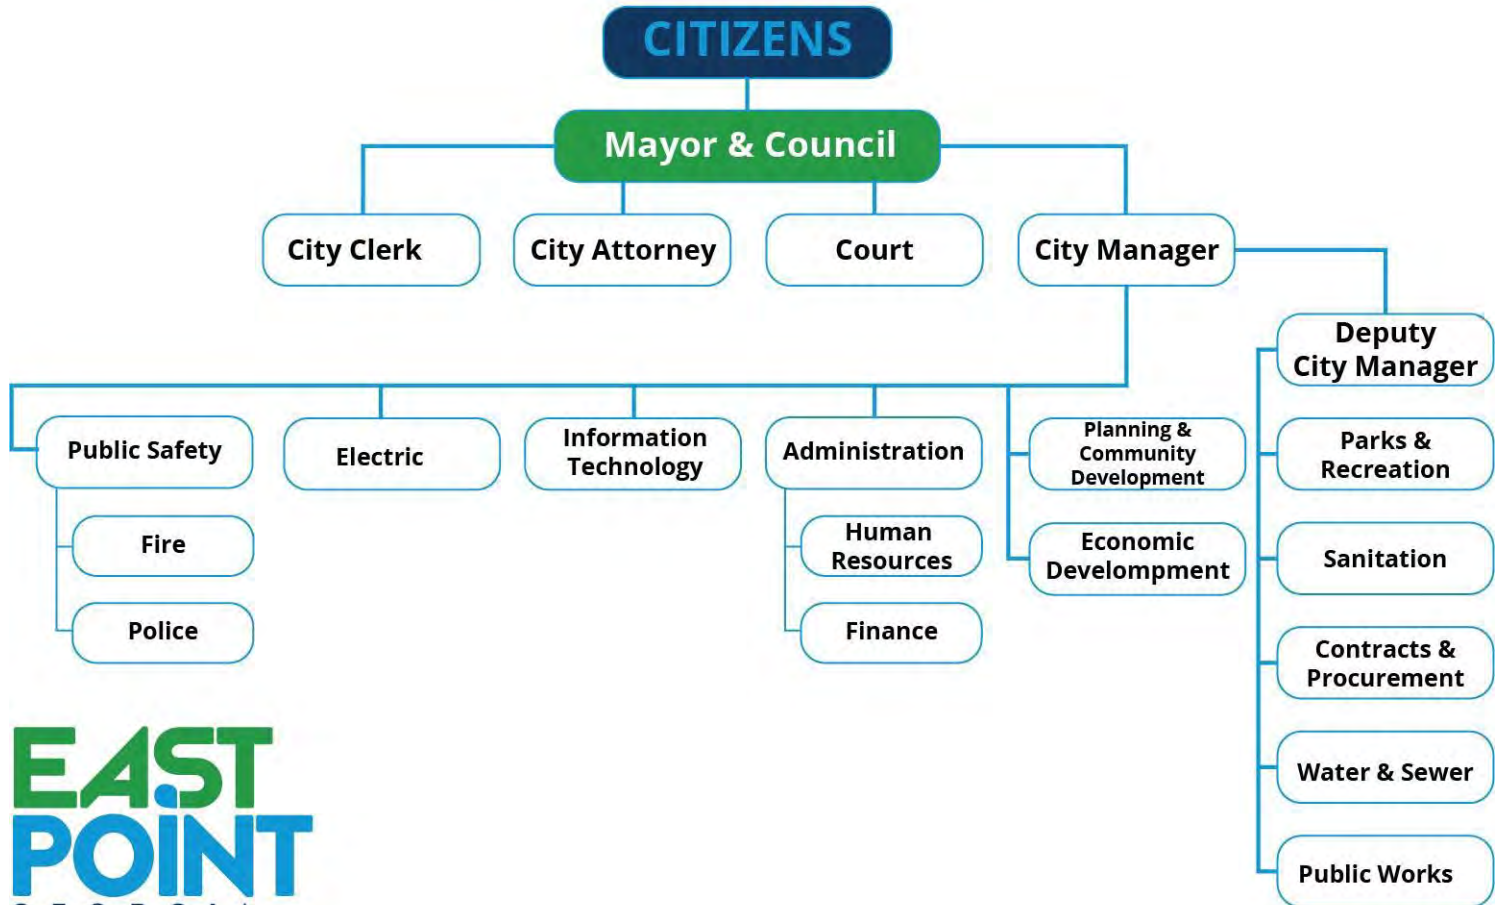 CITIZENS
Mayor & Council
City Clerk
City Attorney
Court
City Manager
Deputy
City Manager
Public Safety
Electric
Information
Technology
Administration
Planning &
Community
Development
Parks &
Recreation
Fire
Human
Resources
Economic
Develompment
Sanitation
Police
Finance
Contracts &
Procurement
Water & Sewer
Public Works
EAST
POINT